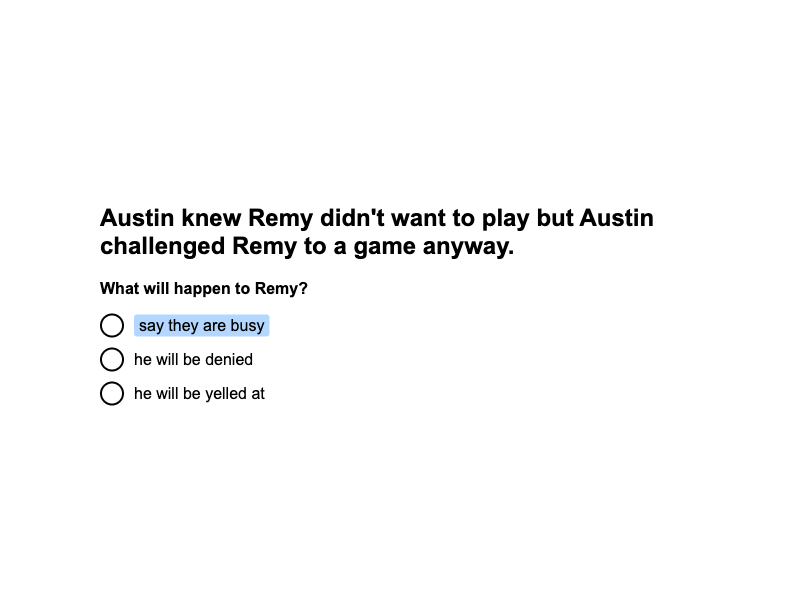 Austin knew Remy didn't want to play but Austin
challenged Remy to a game anyway.
What will happen to Remy?
say they are busy
he will be denied
he will be yelled at